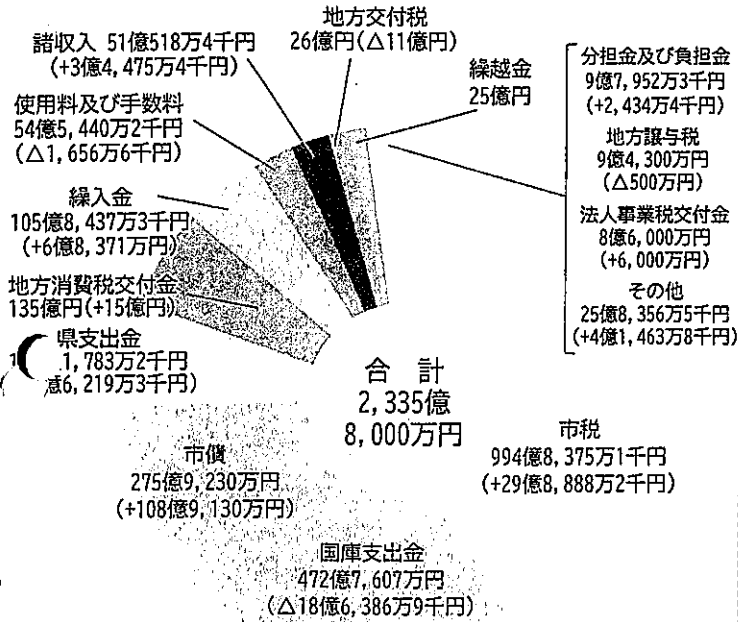 地方交付税
26億円(△11億円)
諸収入 51億518万4千円
(+3億4,475万4千円)
繰越金
25億円
使用料及び手数料
54億5,440万2千円
(△1,656万6千円)
繰入金
105億8,437万3千円
(+6億8,371万円)
地方消費税交付金
135億円(+15億円)
県支出金
1,783万2千円
億6,219万3千円)
分担金及び負担金
9億7,952万3千円
(+2,434万4千円)
地方譲与税
9億4,300万円
(△500万円)
法人事業税交付金
8億6,000万円
(+6,000万円)
その他
25億8,356万5千円
(+4億1,463万8千円)
合計
2,335億
8,000万円
市税
994億8,375万1千円
(+29億8,888万2千円)
市債
275億9,230万円
(+108億9,130万円)
国庫支出金
472億7,607万円
(△18億6,386万9千円)